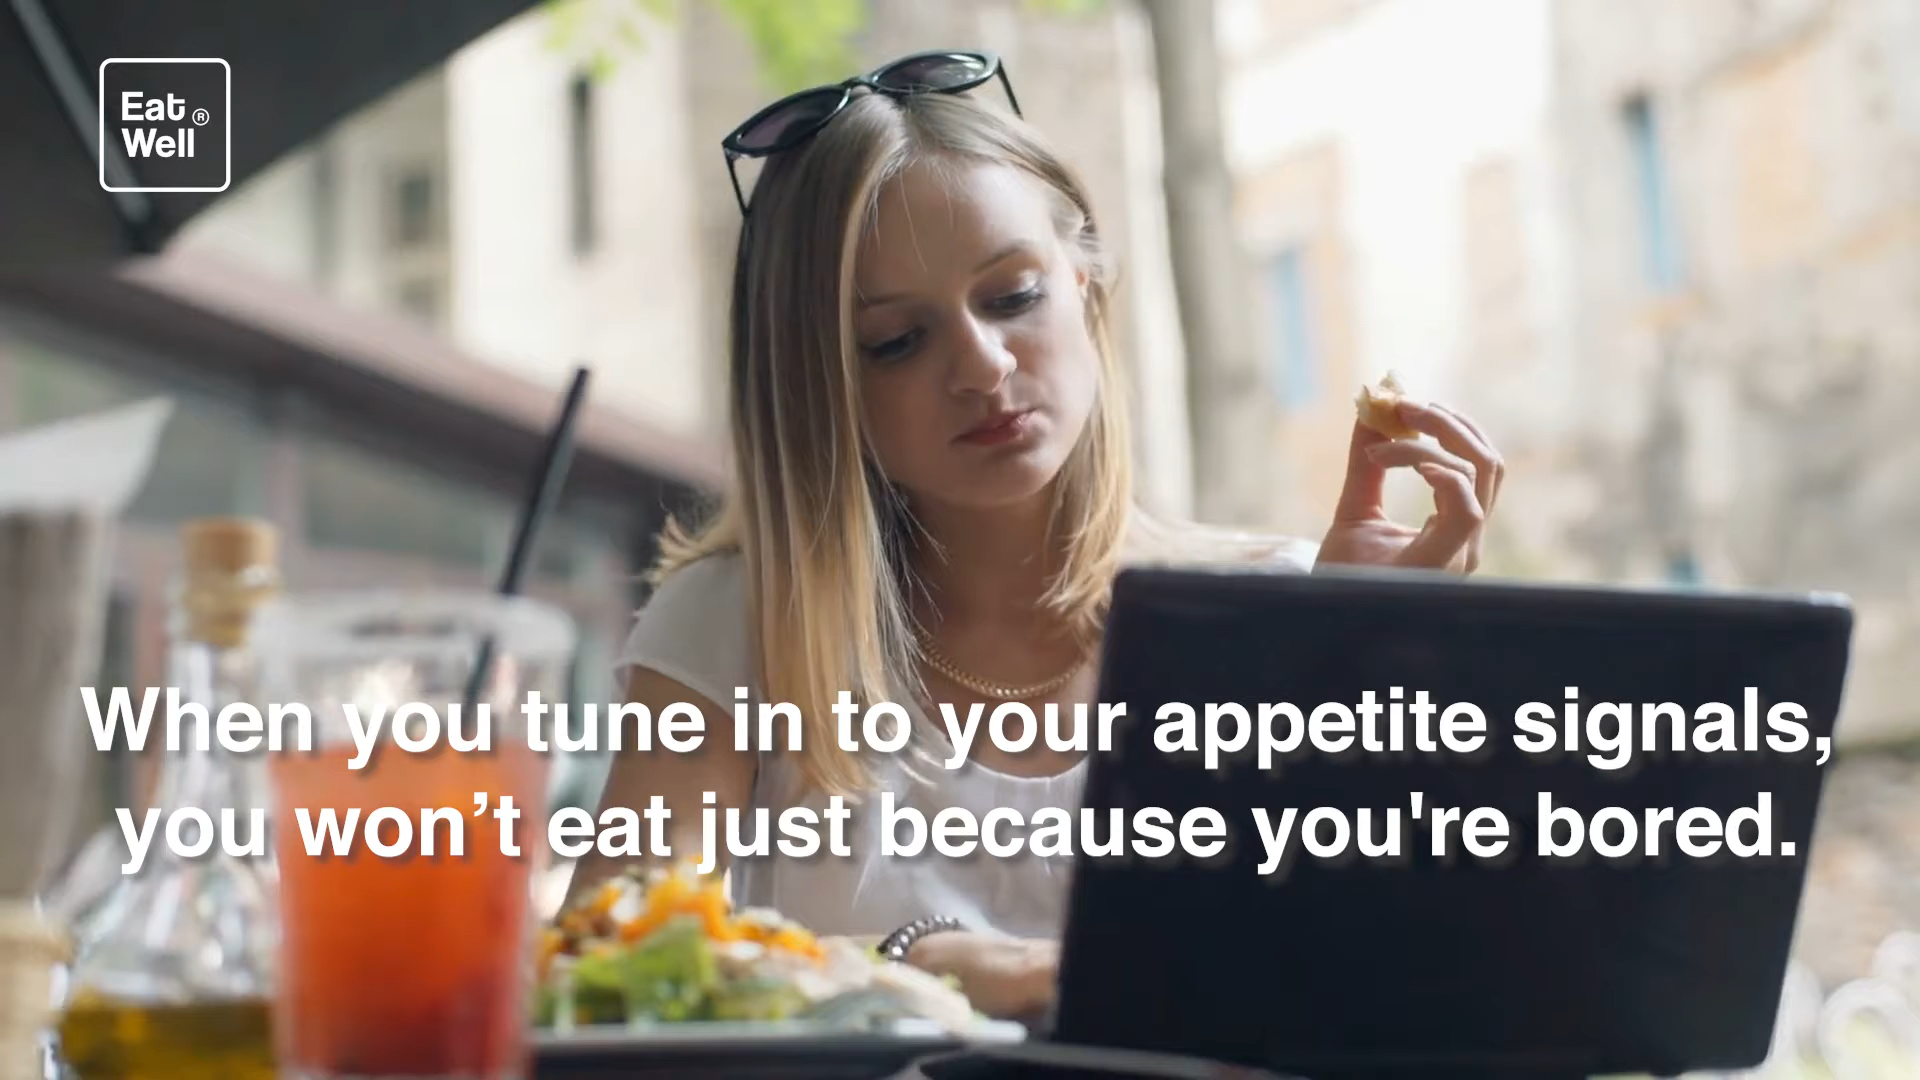 Eat
Well ®
When you tune in to your appetite signals,
you won’t eat just because you're bored.